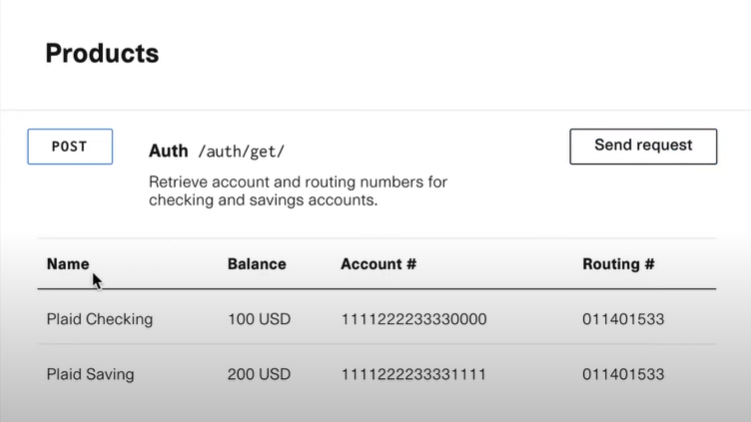 Products
POST
Auth /auth/get/
Send request
Retrieve account and routing numbers for
checking and savings accounts.
Name Balance Account # Routing #
Plaid Checking 100 USD 1111222233330000 011401533
Plaid Saving 200 USD 1111222233331111 011401533